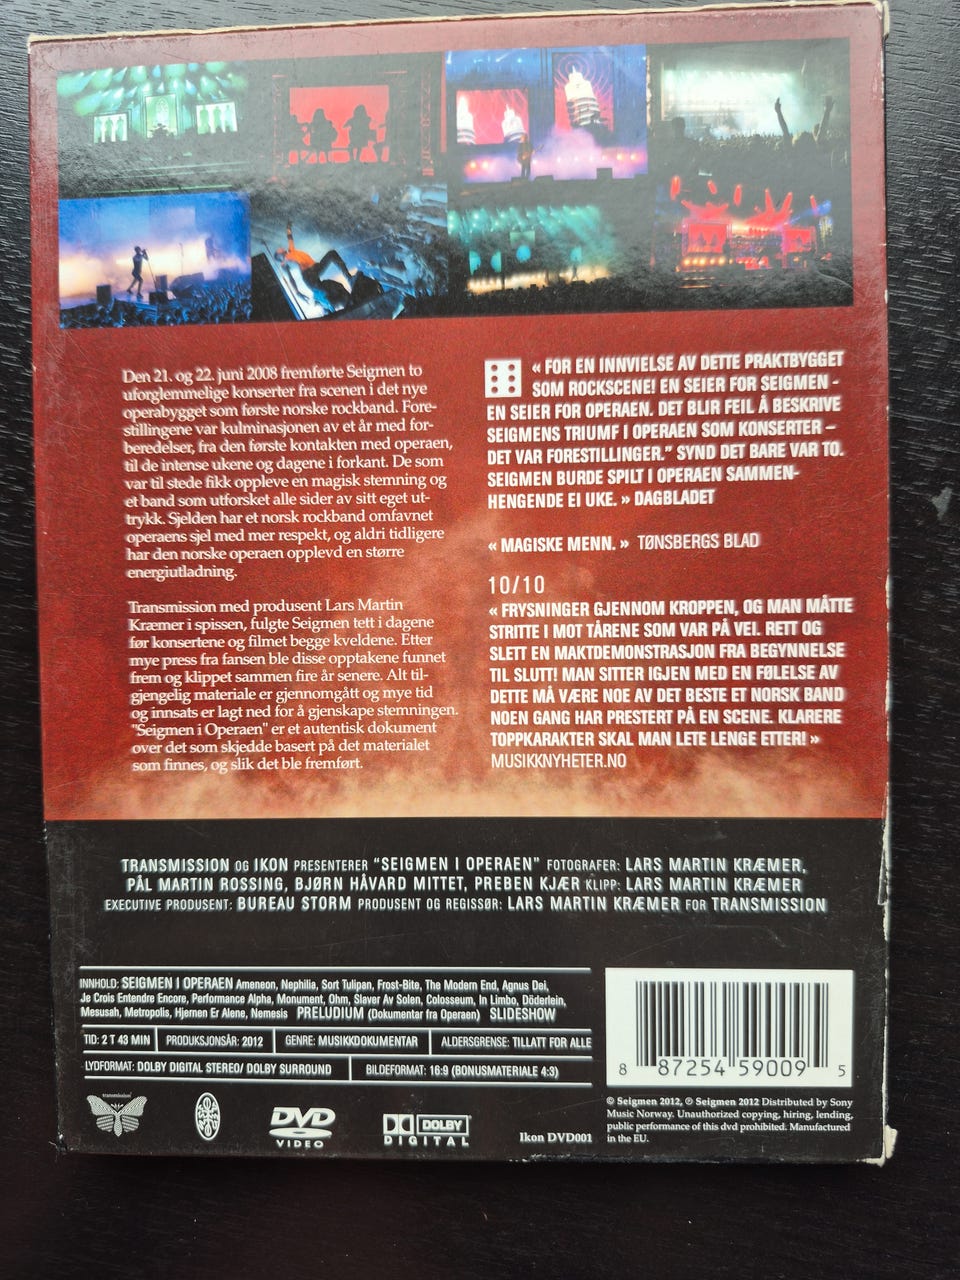 Den 21. og 22. juni 2008 fremførte Seigmen to
uforglemmelige konserter fra scenen i det nye
operabygget som første norske rockband. Fore-
stillingene var kulminasjonen av et år med for-
beredelser, fra den første kontakten med operaen,
til de intense ukene og dagene i forkant. De som
var til stede fikk oppleve en magisk stemning og
et band som utforsket alle sider av sitt eget ut-
trykk. Sjelden har et norsk rockband omfavnet
operaens sjel med mer respekt, og aldri tidligere
har den norske operaen opplevd en større
energiutladning.
Transmission med produsent Lars Martin
Kræmer i spissen, fulgte Seigmen tett i dagene
før konsertene og filmet begge kveldene. Etter
mye press fra fansen ble disse opptakene funnet
frem og klippet sammen fire år senere. Alt til-
gjengelig materiale er gjennomgått og mye tid
og innsats er lagt ned for å gjenskape stemningen.
"Seigmen i Operaen" er et autentisk dokument
over det som skjedde basert på det materialet
som finnes, og slik det ble fremført.
« FOR EN INNVIELSE AV DETTE PRAKTBYGGET
SOM ROCKSCENE! EN SEIER FOR SEIGMEN -
EN SEIER FOR OPERAEN. DET BLIR FEIL Å BESKRIVE
SEIGMENS TRIUMF I OPERAEN SOM KONSERTER –
DET VAR FORESTILLINGER." SYND DET BARE VAR TO.
SEIGMEN BURDE SPILT I OPERAEN SAMMEN-
HENGENDE EI UKE. » DAGBLADET
« MAGISKE MENN. » TØNSBERGS BLAD
10/10
« FRYSNINGER GJENNOM KROPPEN, OG MAN MÅTTE
STRITTE I MOT TÅRENE SOM VAR PÅ VEI. RETT OG
SLETT EN MAKTDEMONSTRASJON FRA BEGYNNELSE
TIL SLUTT! MAN SITTER IGJEN MED EN FØLELSE AV
DETTE MÅ VÆRE NOE AV DET BESTE ET NORSK BAND
NOEN GANG HAR PRESTERT PÅ EN SCENE. KLARERE
TOPPKARAKTER SKAL MAN LETE LENGE ETTER! »
MUSIKKNYHETER.NO
TRANSMISSION OG IKON PRESENTERER "SEIGMEN I OPERAEN" FOTOGRAFER: LARS MARTIN KRÆMER,
PÅL MARTIN ROSSING, BJØRN HÅVARD MITTET, PREBEN KJÆR KLIPP: LARS MARTIN KRÆMER
EXECUTIVE PRODUSENT: BUREAU STORM PRODUSENT OG REGISSØR: LARS MARTIN KRÆMER FOR TRANSMISSION
INNHOLD: SEIGMEN I OPERAEN Ameneon, Nephilia, Sort Tulipan, Frost-Bite, The Modern End, Agnus Dei,
Je Crois Entendre Encore, Performance Alpha, Monument, Ohm, Slaver Av Solen, Colosseum, In Limbo, Döderlein,
Mesusah, Metropolis, Hjernen Er Alene, Nemesis PRELUDIUM (Dokumentar fra Operaen) SLIDESHOW
TID: 2 T 43 MIN PRODUKSJONSÅR: 2012 GENRE: MUSIKKDOKUMENTAR ALDERSGRENSE: TILLATT FOR ALLE
LYDFORMAT: DOLBY DIGITAL STEREO/ DOLBY SURROUND BILDEFORMAT: 16:9 (BONUSMATERIALE 4:3)
transmission
DVD
VIDEO
DOLBY
DIGITAL
Ikon DVD001
8 87254 59009 5
© Seigmen 2012, ℗ Seigmen 2012 Distributed by Sony
Music Norway. Unauthorized copying, hiring, lending,
public performance of this dvd prohibited. Manufactured
in the EU.